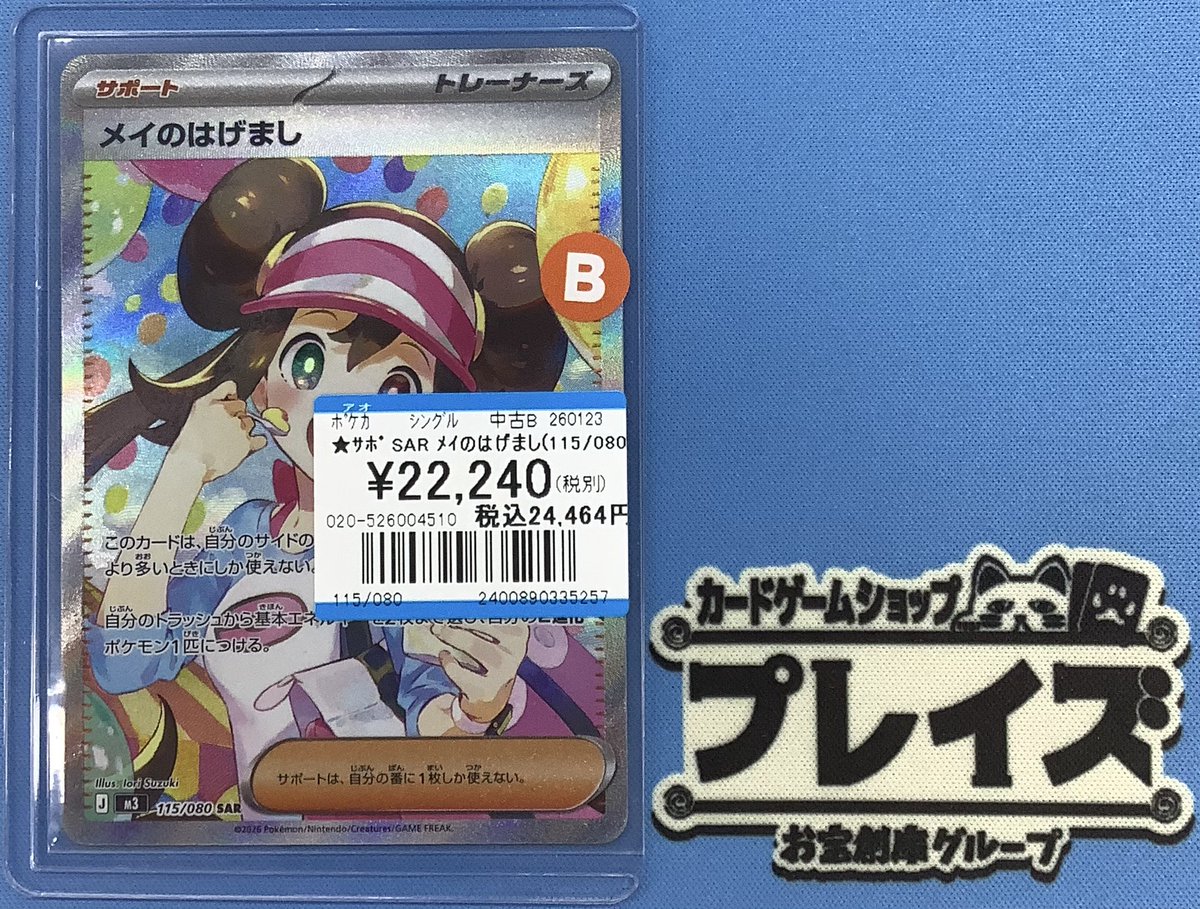 サポート
トレーナーズ
メイのはげまし
B
アオ
ポケカ シングル 中古B 260123
★サポ SAR メイのはげまし(115/080
¥22,240(税別)
020-526004510 税込24,464円
115/080 2400890335257
このカードは、自分のサイドの
より多いときにしか使えない。
自分のトラッシュから基本エネル
ポケモン1匹につける。
サポートは、自分の番に1枚しか使えない。
Illus. Iori Suzuki
J M3 115/080 SAR
©2026 Pokémon/Nintendo/Creatures/GAME FREAK.
カードゲームショップ
プレイズ
お宝創庫グループ